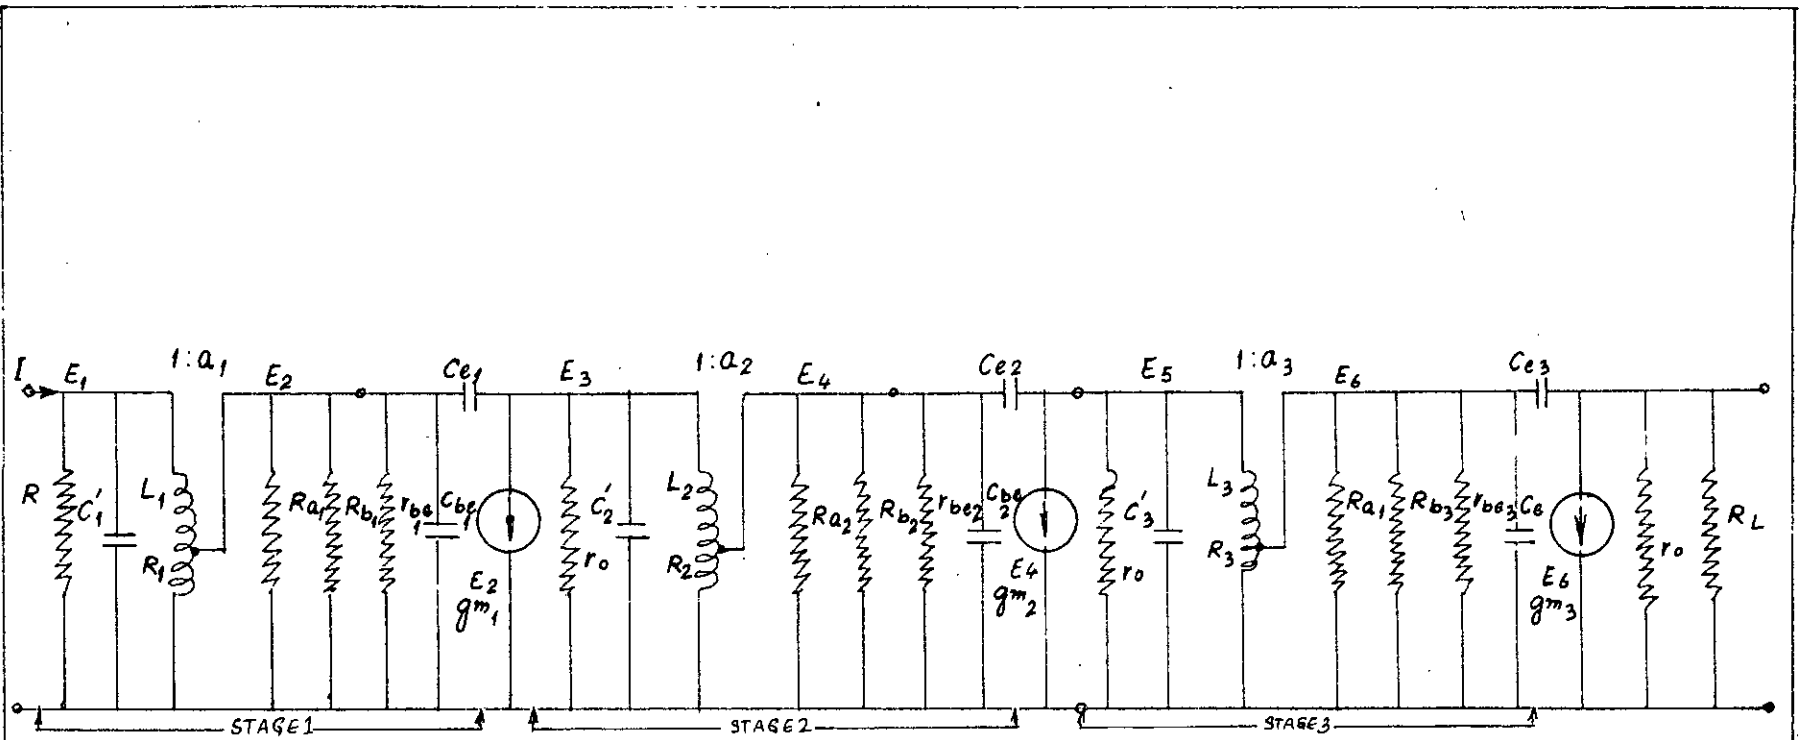 1:a1 1:a2 1:a3
I E1 E2 Ce1 E3 E4 Ce2 E5 E6 Ce3
R C'1 L1 R1 Ra1 Rb1 rbe1 Cbe1 E2 gm1 ro C'2 L2 R2 Ra2 Rb2 rbe2 Cbe2 E4 gm2 ro C'3 L3 R3 Ra1 Rb3 rbe3 Ce E6 gm3 ro RL
STAGE1 STAGE2 STAGE3